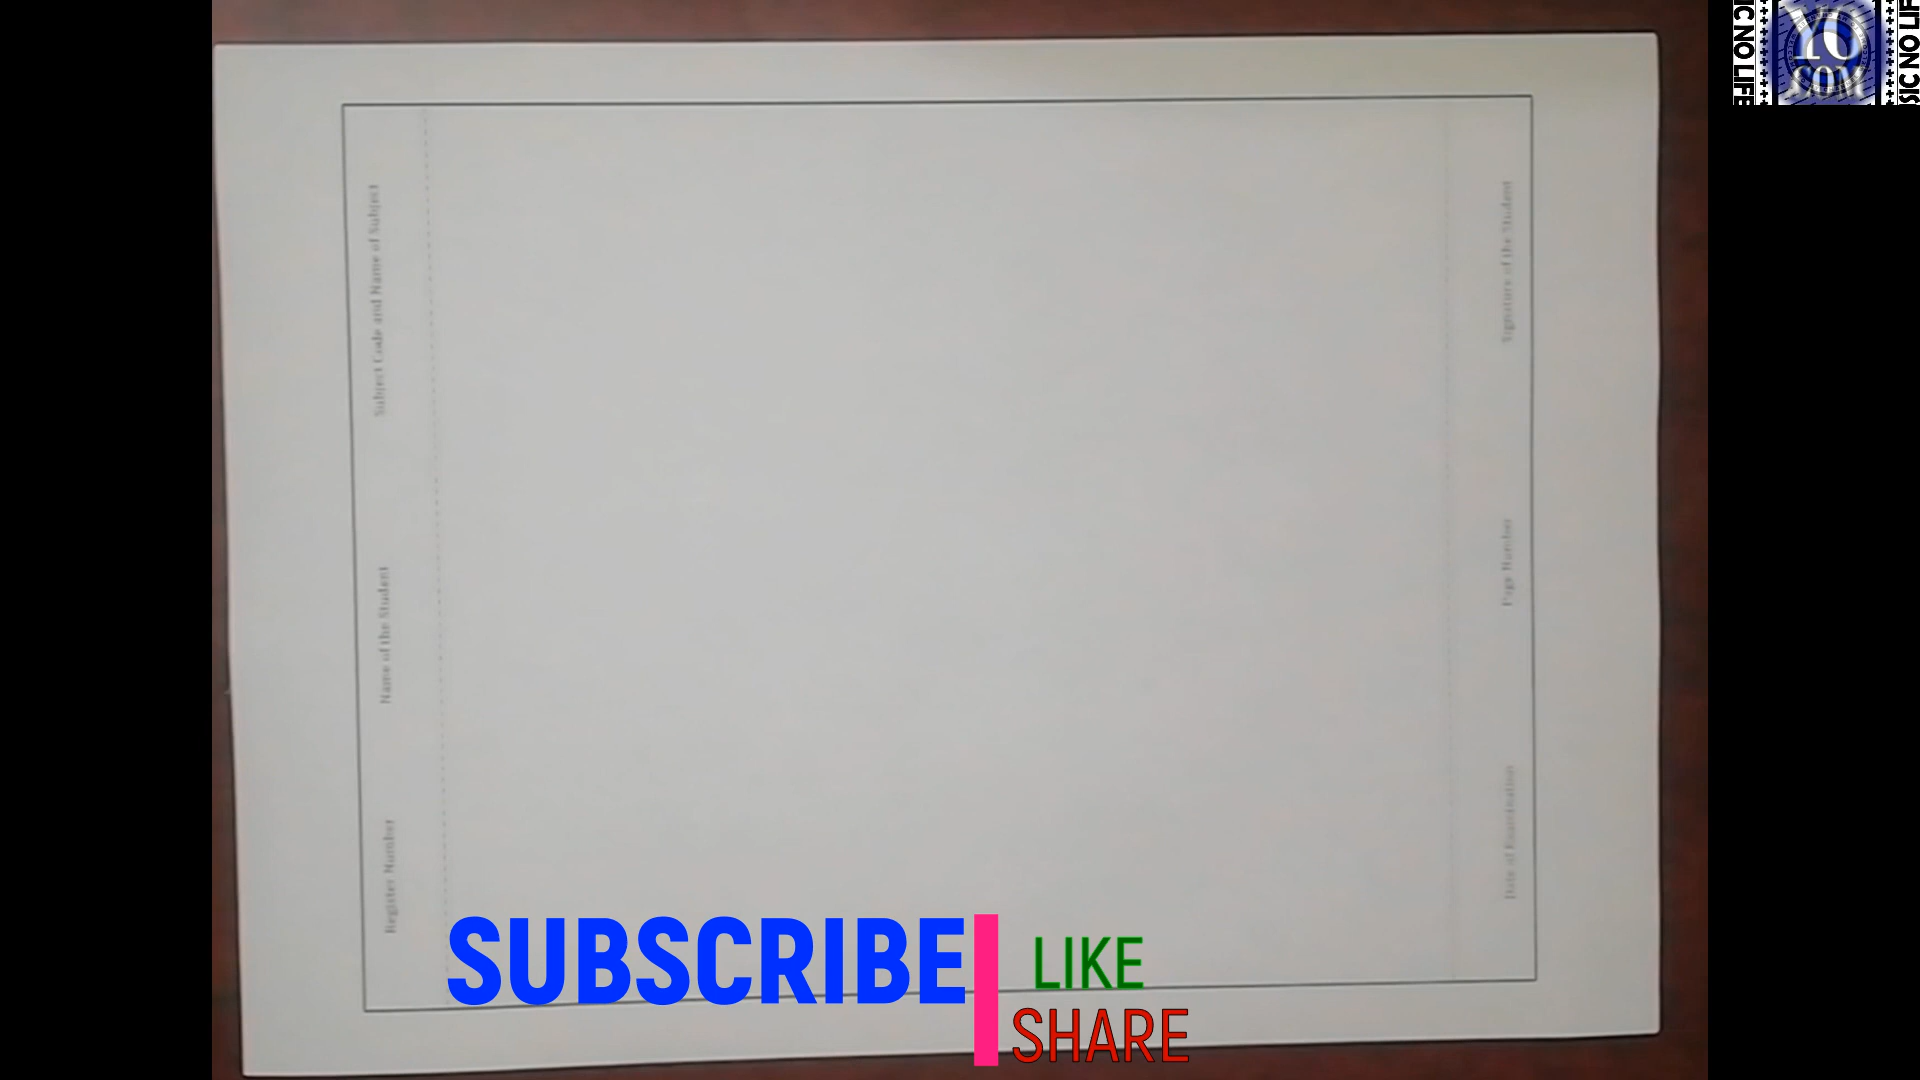 Register Number
Name of the Student
Subject Code and Name of Subject
Date of Examination
Page Number
Signature of the Student
SUBSCRIBE
LIKE
SHARE